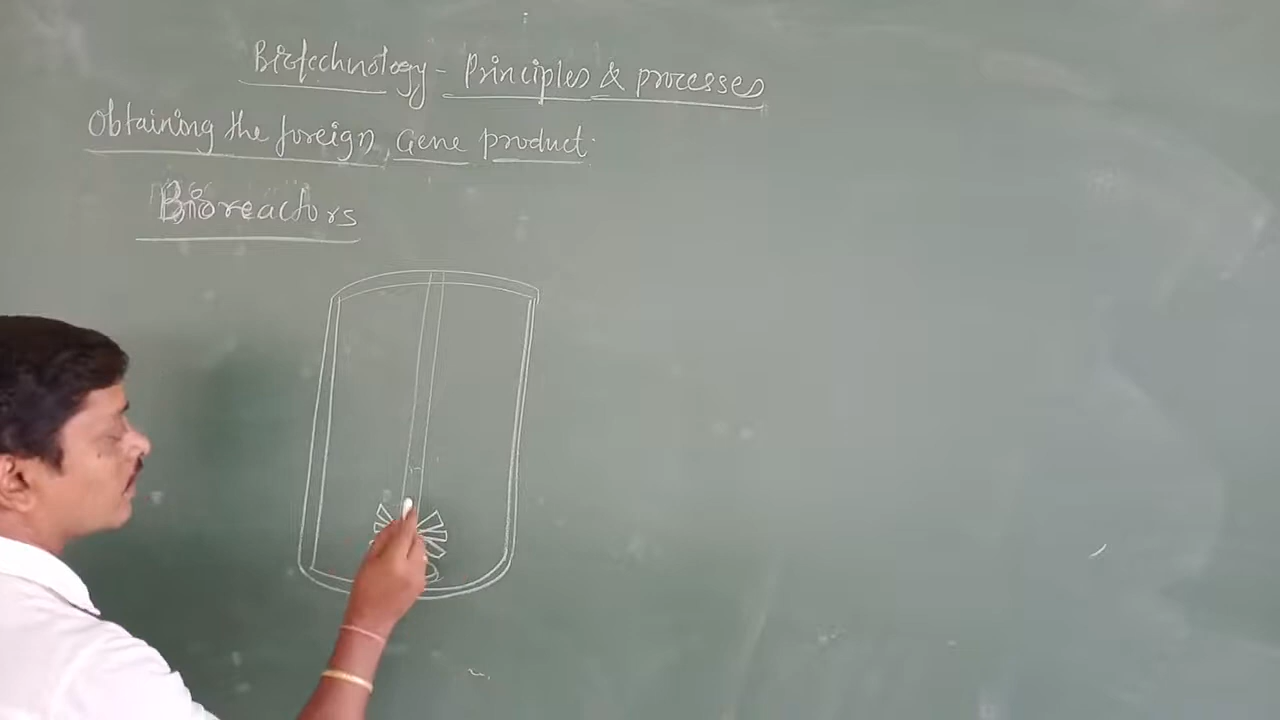 Biotechnology - Principles & processes
Obtaining the foreign Gene product.
Bioreactors